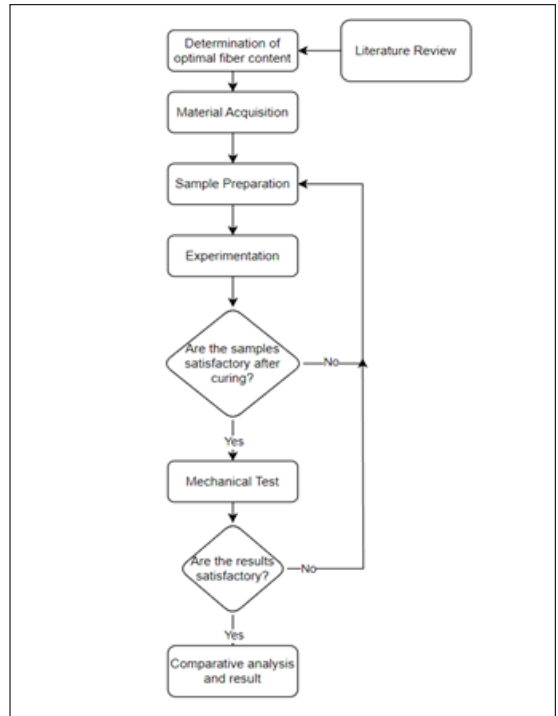 Determination of
optimal fiber content
Literature Review
Material Acquisition
Sample Preparation
Experimentation
Are the samples
satisfactory after
curing?
No
Yes
Mechanical Test
Are the results
satisfactory?
No
Yes
Comparative analysis
and result